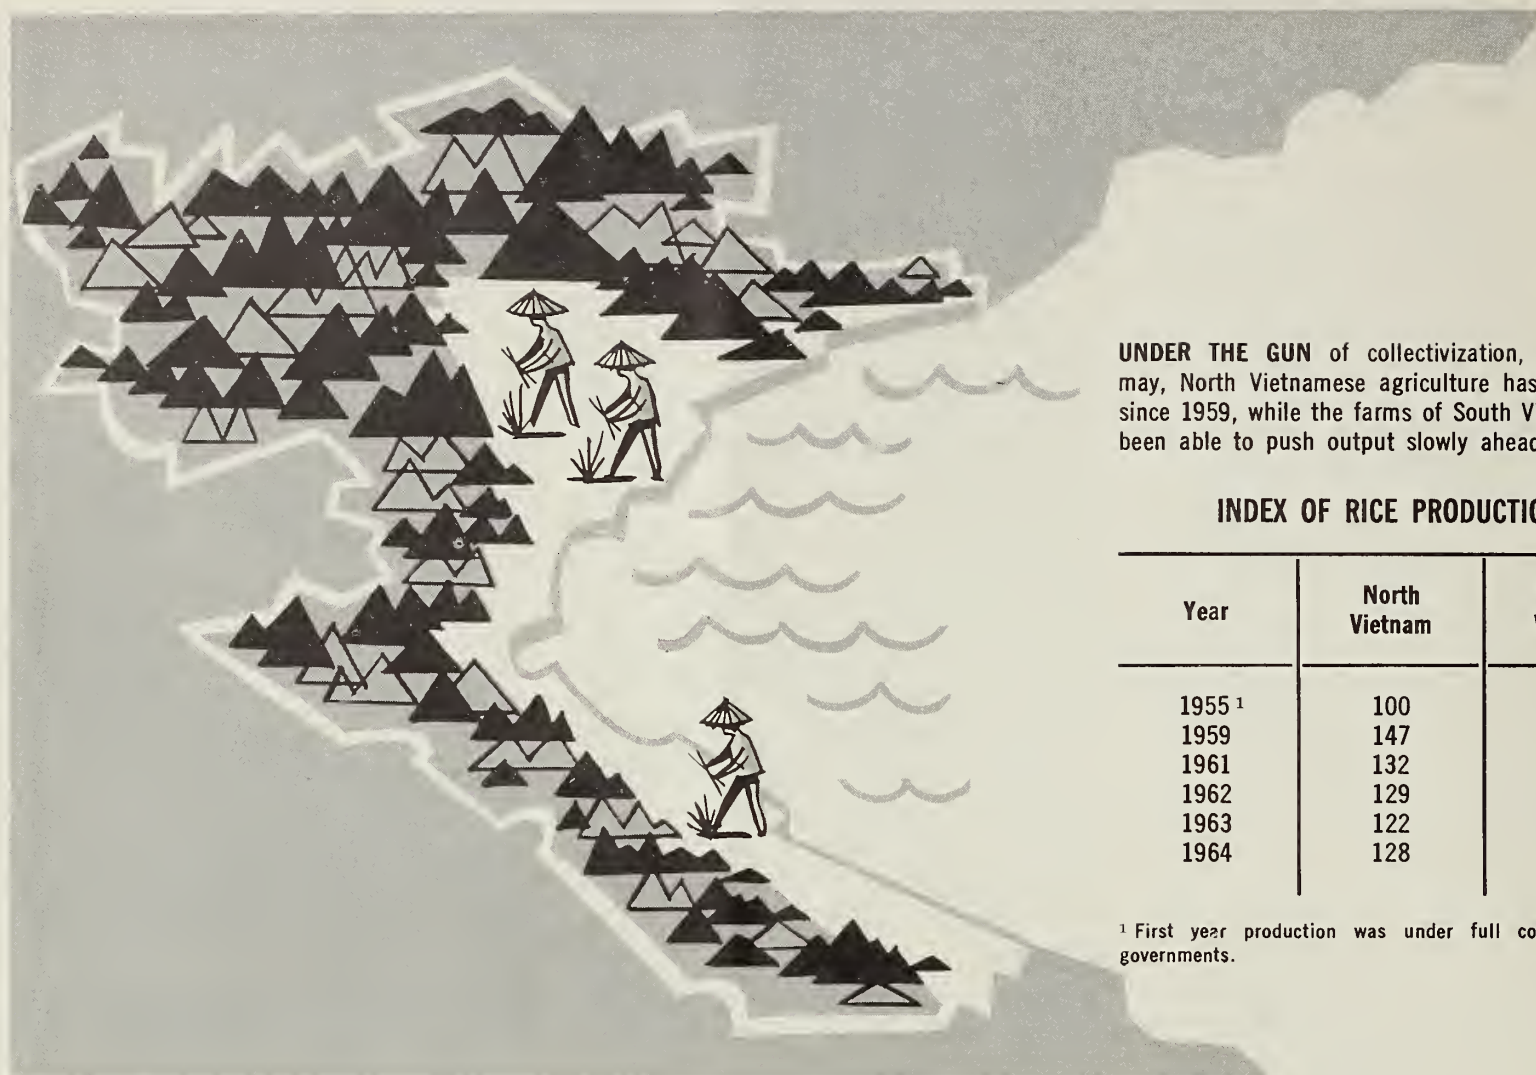 UNDER THE GUN of collectivization,
may, North Vietnamese agriculture has
since 1959, while the farms of South V
been able to push output slowly ahead
INDEX OF RICE PRODUCTIO
Year North Vietnam
1955 1 100
1959 147
1961 132
1962 129
1963 122
1964 128
1 First year production was under full co
governments.